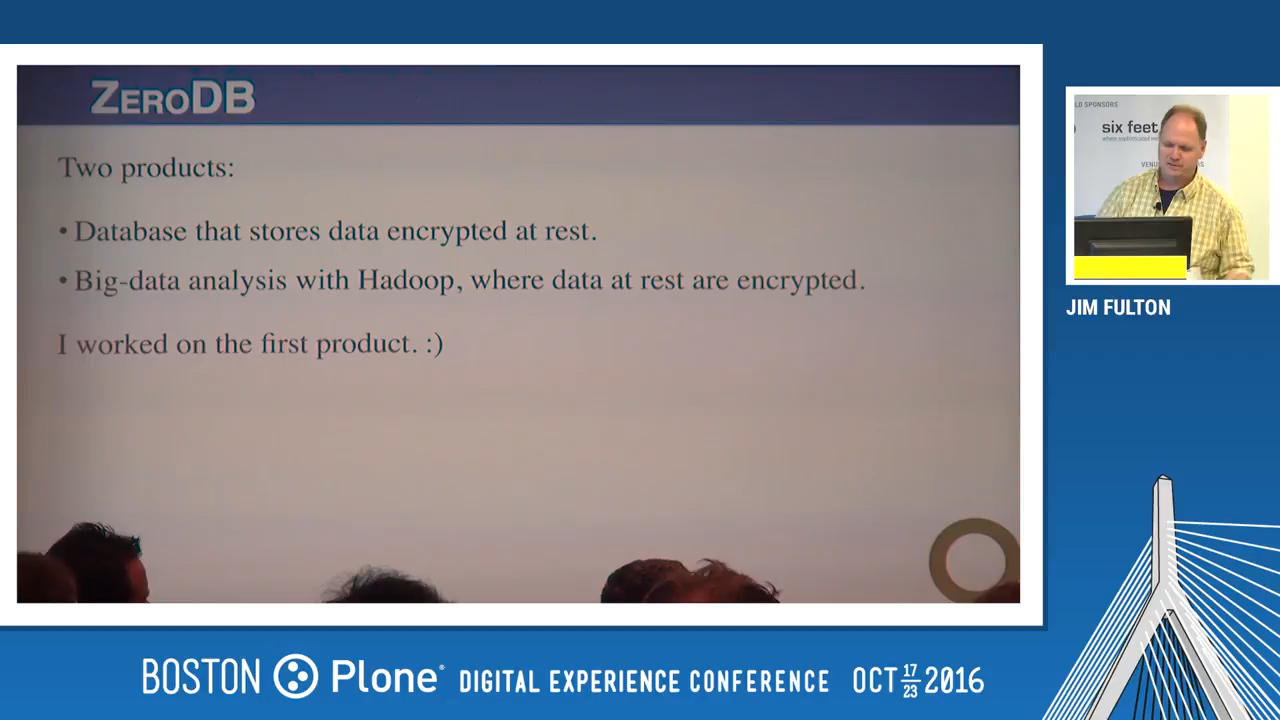 ZERODB
Two products:
• Database that stores data encrypted at rest.
• Big-data analysis with Hadoop, where data at rest are encrypted.
I worked on the first product. :)
LD SPONSORS
six feet
JIM FULTON
BOSTON Plone® DIGITAL EXPERIENCE CONFERENCE OCT 17 23 2016